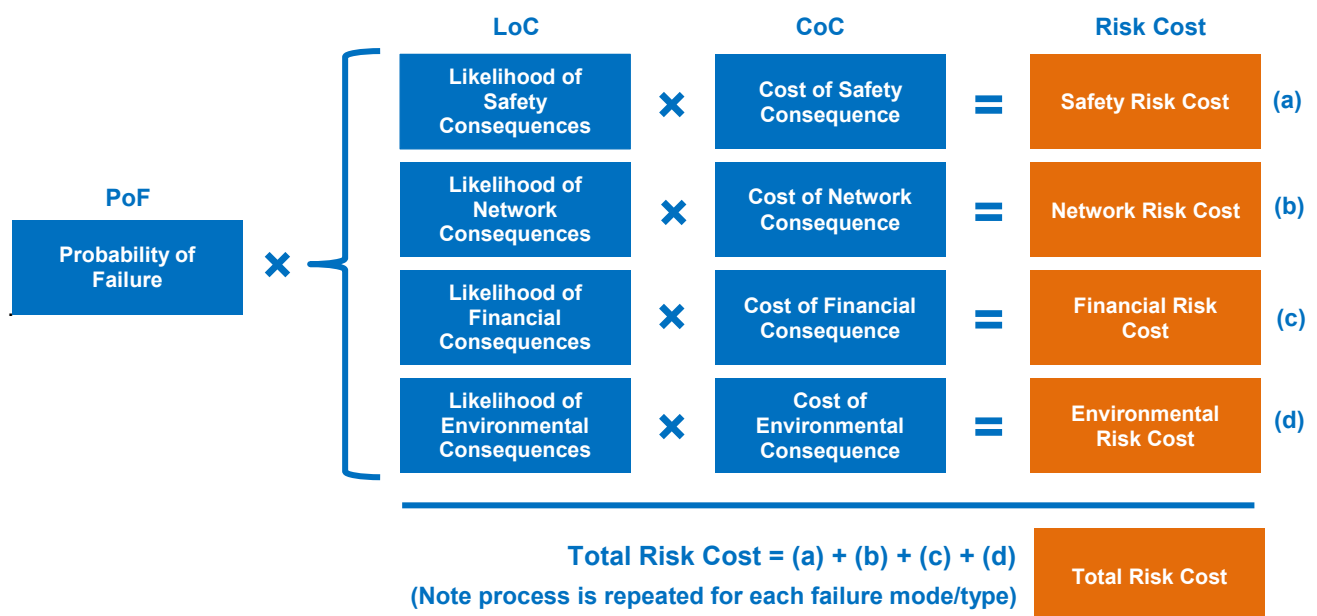 LoC
CoC
Risk Cost
Likelihood of
Safety
Consequences
×
Cost of Safety
Consequence
=
Safety Risk Cost
(a)
PoF
Probability of
Failure
×
Likelihood of
Network
Consequences
×
Cost of Network
Consequence
=
Network Risk Cost
(b)
Likelihood of
Financial
Consequences
×
Cost of Financial
Consequence
=
Financial Risk
Cost
(c)
Likelihood of
Environmental
Consequences
×
Cost of
Environmental
Consequence
=
Environmental
Risk Cost
(d)
Total Risk Cost = (a) + (b) + (c) + (d)
(Note process is repeated for each failure mode/type)
Total Risk Cost